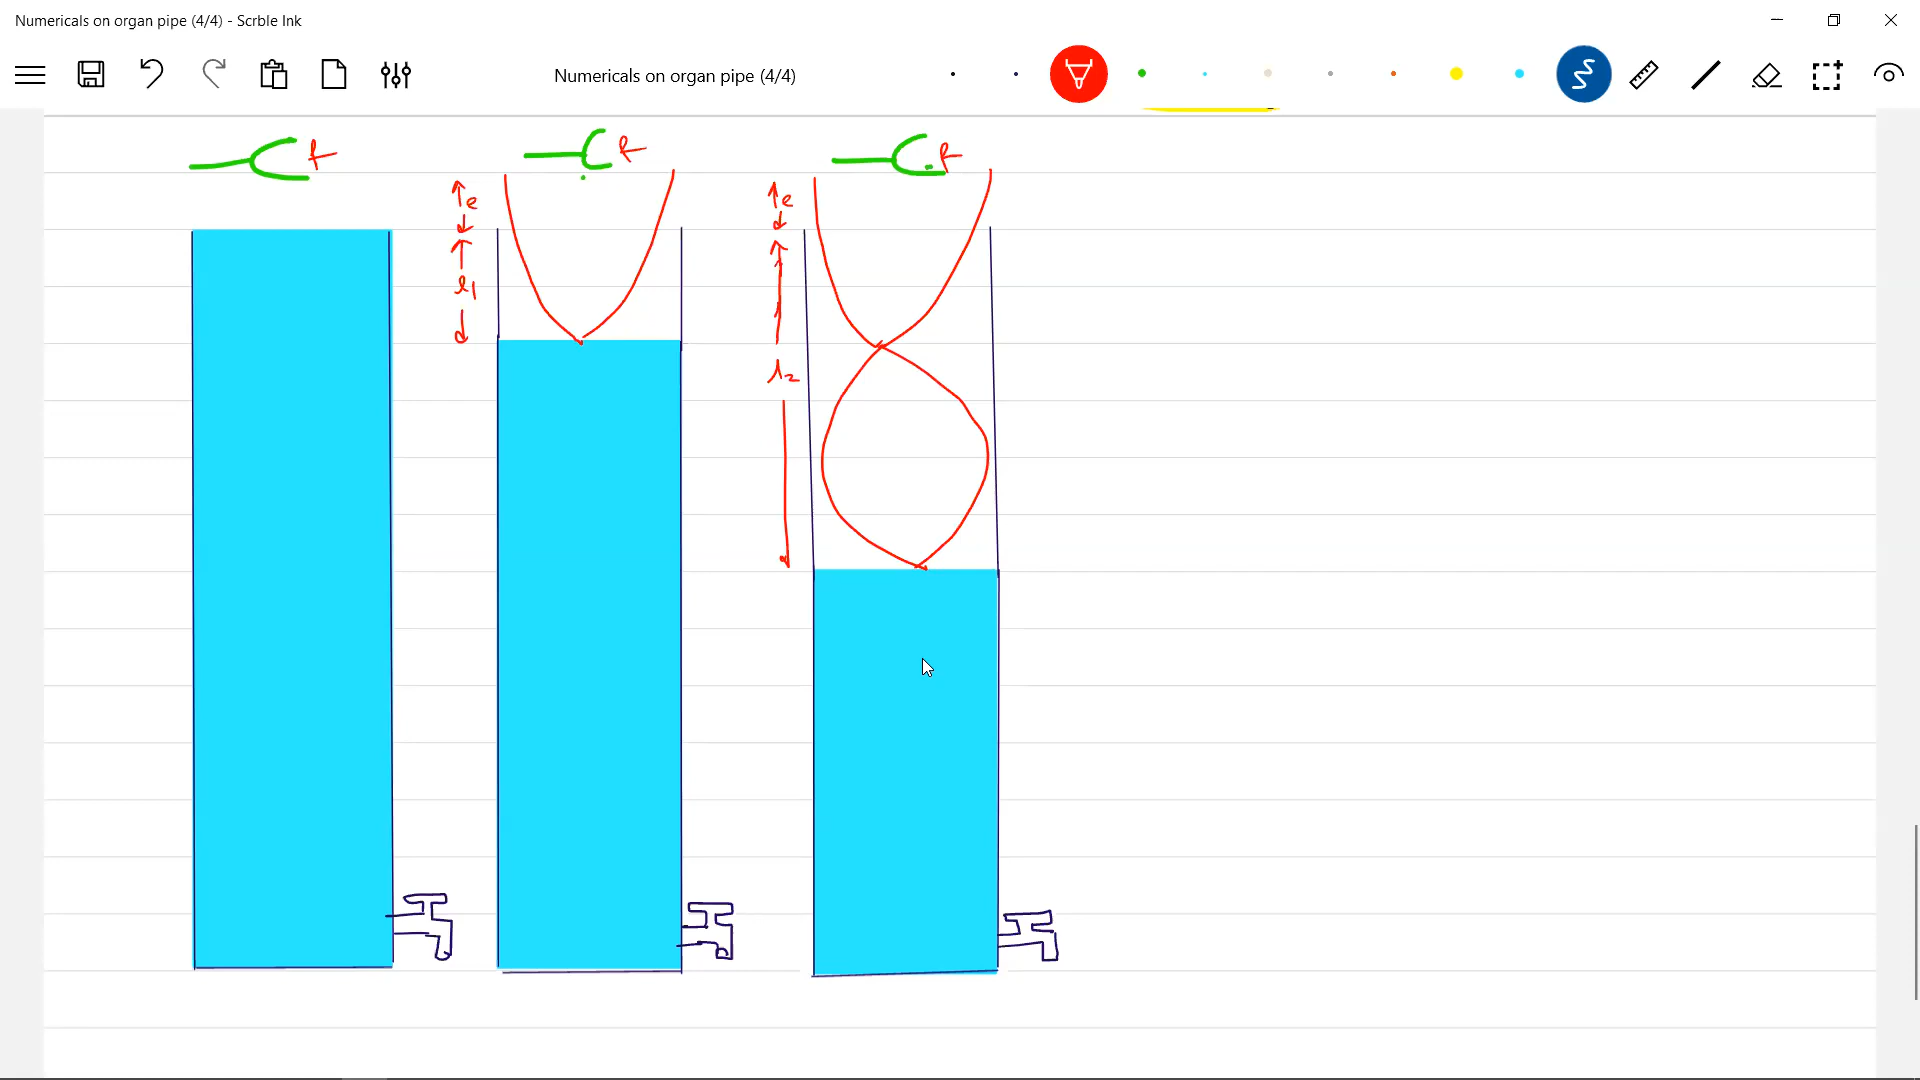 Numericals on organ pipe (4/4) - Scrble Ink
Numericals on organ pipe (4/4)
f
f
f
e
e
l1
l2